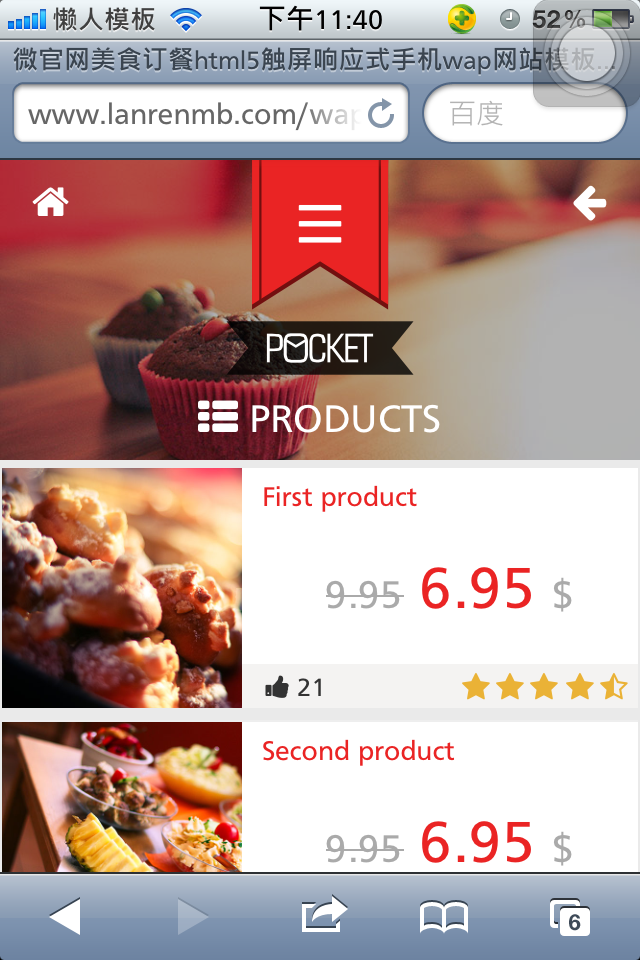 懒人模板 下午11:40 52%
微官网美食订餐html5触屏响应式手机wap网站模板...
www.lanrenmb.com/wap
百度
POCKET
PRODUCTS
First product
9.95 6.95 $
21
Second product
9.95 6.95 $
6